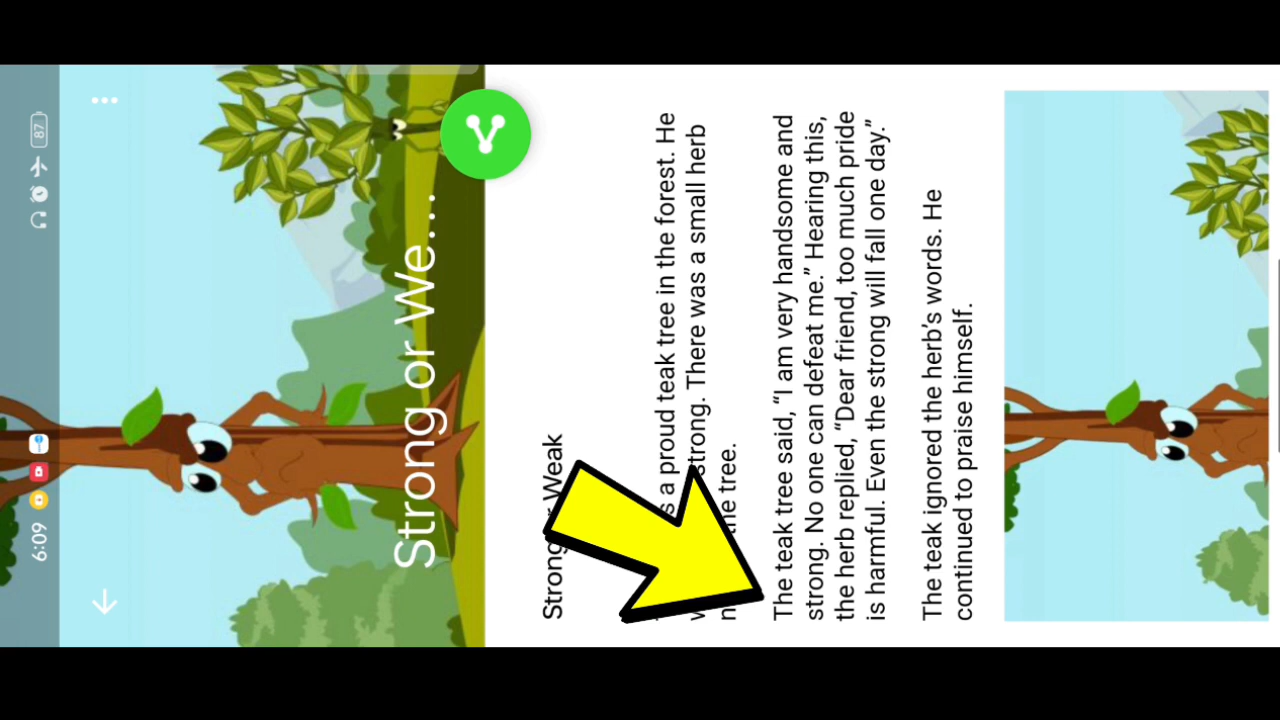 6:09
87
Strong or We...
Strong Weak
s a proud teak tree in the forest. He
strong. There was a small herb
the tree.
The teak tree said, “I am very handsome and
strong. No one can defeat me.” Hearing this,
the herb replied, “Dear friend, too much pride
is harmful. Even the strong will fall one day.”
The teak ignored the herb’s words. He
continued to praise himself.